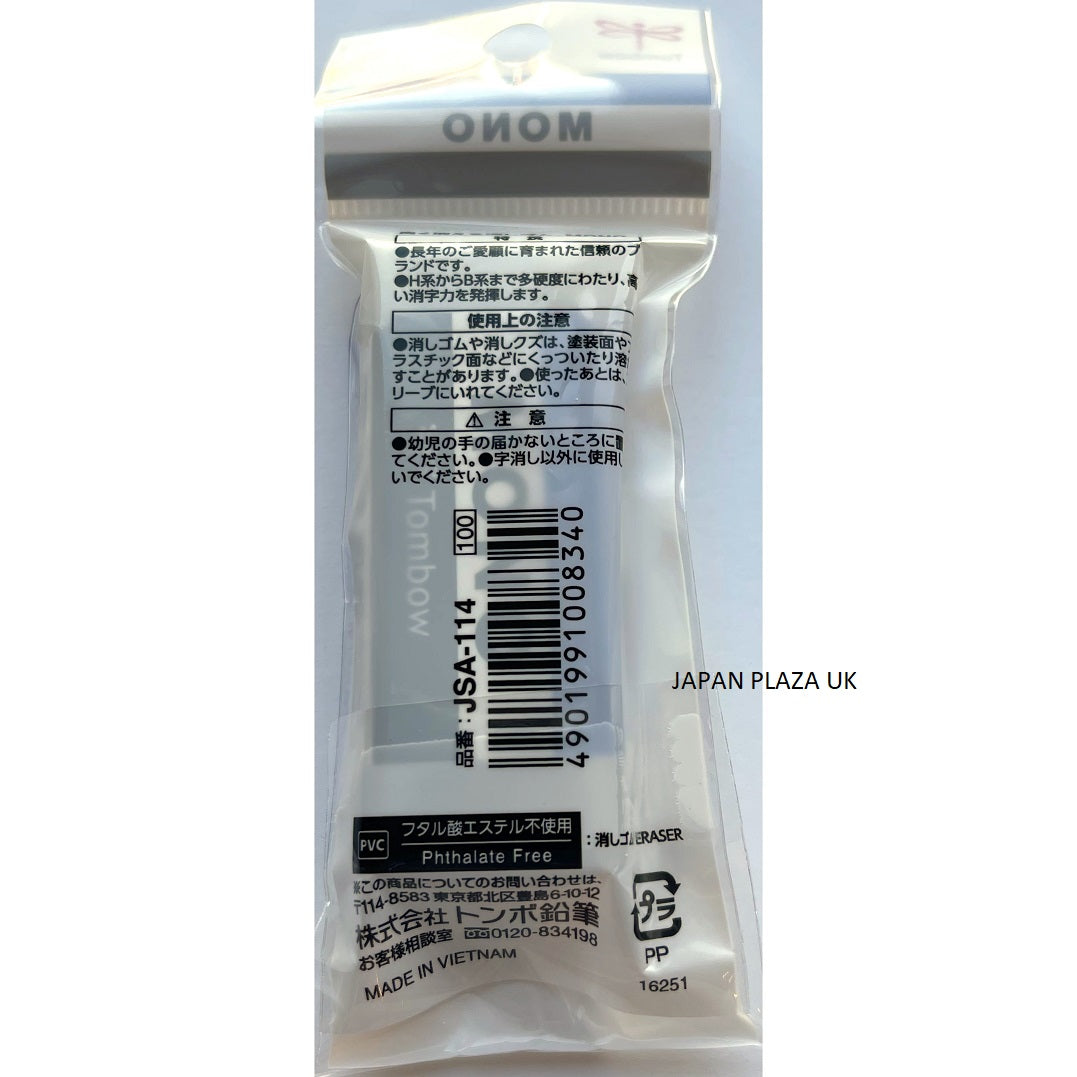 MONO
特 長
●長年のご愛顧に育まれた信頼のブ
ランドです。
●H系からB系まで多硬度にわたり、高
い消字力を発揮します。
使用上の注意
●消しゴムや消しクズは、塗装面や
ラスチック面などにくっついたり溶
すことがあります。●使ったあとは、
リーブにいれてください。
⚠ 注 意
●幼児の手の届かないところに置
てください。●字消し以外に使用し
いでください。
Tombow
品番:JSA-114 100
4901991008340
JAPAN PLAZA UK
PVC フタル酸エステル不使用
Phthalate Free
:消しゴム/ERASER
※この商品についてのお問い合わせは、
〒114-8583 東京都北区豊島6-10-12
株式会社 トンボ鉛筆
お客様相談室 0120-834198
MADE IN VIETNAM
プラ
PP
16251